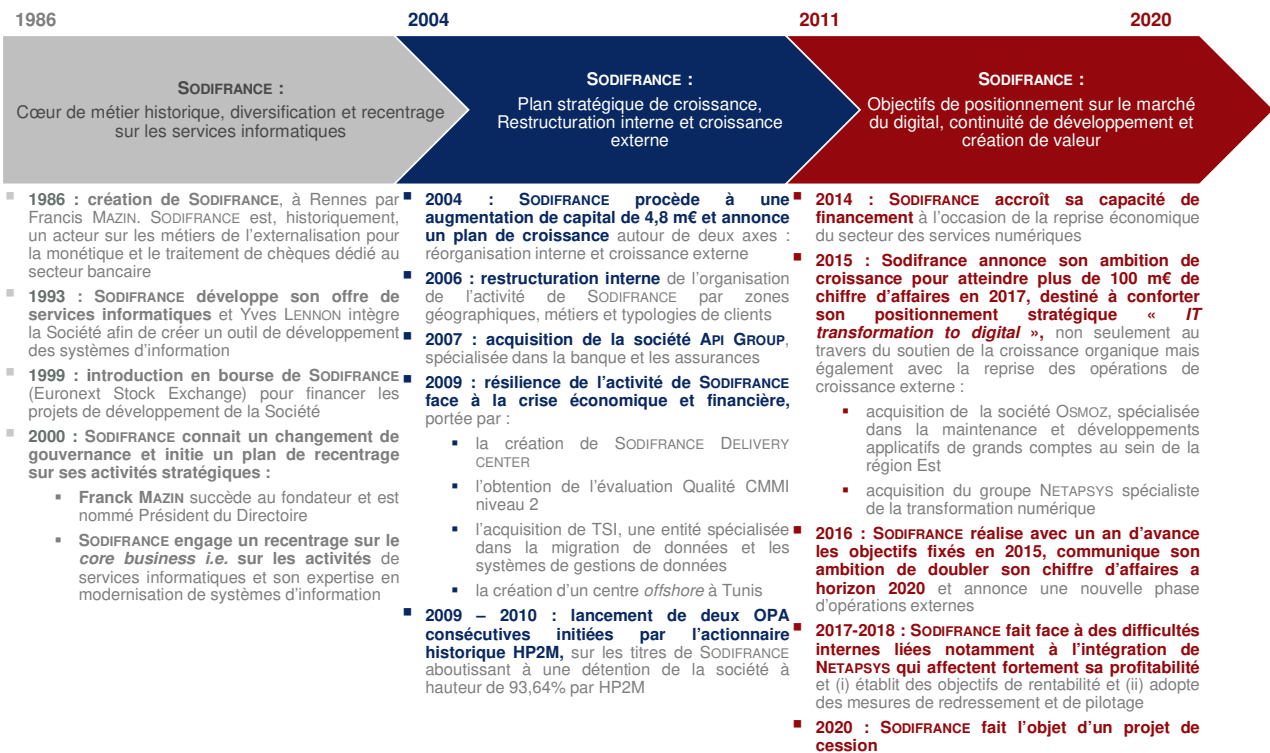 1986
2004
2011
2020
SODIFRANCE :
Cœur de métier historique, diversification et recentrage
sur les services informatiques
SODIFRANCE :
Plan stratégique de croissance,
Restructuration interne et croissance
externe
SODIFRANCE :
Objectifs de positionnement sur le marché
du digital, continuité de développement et
création de valeur
▪ 1986 : création de SODIFRANCE, à Rennes par
Francis MAZIN. SODIFRANCE est, historiquement,
un acteur sur les métiers de l’externalisation pour
la monétique et le traitement de chèques dédié au
secteur bancaire
▪ 1993 : SODIFRANCE développe son offre de
services informatiques et Yves LENNON intègre
la Société afin de créer un outil de développement
des systèmes d’information
▪ 1999 : introduction en bourse de SODIFRANCE
(Euronext Stock Exchange) pour financer les
projets de développement de la Société
▪ 2000 : SODIFRANCE connait un changement de
gouvernance et initie un plan de recentrage
sur ses activités stratégiques :
▪ Franck MAZIN succède au fondateur et est
nommé Président du Directoire
▪ SODIFRANCE engage un recentrage sur le
core business i.e. sur les activités de
services informatiques et son expertise en
modernisation de systèmes d’information
▪ 2004 : SODIFRANCE procède à une
augmentation de capital de 4,8 m€ et annonce
un plan de croissance autour de deux axes :
réorganisation interne et croissance externe
▪ 2006 : restructuration interne de l’organisation
de l’activité de SODIFRANCE par zones
géographiques, métiers et typologies de clients
▪ 2007 : acquisition de la société API GROUP,
spécialisée dans la banque et les assurances
▪ 2009 : résilience de l’activité de SODIFRANCE
face à la crise économique et financière,
portée par :
▪ la création de SODIFRANCE DELIVERY
CENTER
▪ l’obtention de l’évaluation Qualité CMMI
niveau 2
▪ l’acquisition de TSI, une entité spécialisée
dans la migration de données et les
systèmes de gestions de données
▪ la création d’un centre offshore à Tunis
▪ 2009 – 2010 : lancement de deux OPA
consécutives initiées par l’actionnaire
historique HP2M, sur les titres de SODIFRANCE
aboutissant à une détention de la société à
hauteur de 93,64% par HP2M
▪ 2014 : SODIFRANCE accroît sa capacité de
financement à l’occasion de la reprise économique
du secteur des services numériques
▪ 2015 : Sodifrance annonce son ambition de
croissance pour atteindre plus de 100 m€ de
chiffre d’affaires en 2017, destiné à conforter
son positionnement stratégique « IT
transformation to digital », non seulement au
travers du soutien de la croissance organique mais
également avec la reprise des opérations de
croissance externe :
▪ acquisition de la société OSMOZ, spécialisée
dans la maintenance et développements
applicatifs de grands comptes au sein de la
région Est
▪ acquisition du groupe NETAPSYS spécialiste
de la transformation numérique
▪ 2016 : SODIFRANCE réalise avec un an d’avance
les objectifs fixés en 2015, communique son
ambition de doubler son chiffre d’affaires a
horizon 2020 et annonce une nouvelle phase
d’opérations externes
▪ 2017-2018 : SODIFRANCE fait face à des difficultés
internes liées notamment à l’intégration de
NETAPSYS qui affectent fortement sa profitabilité
et (i) établit des objectifs de rentabilité et (ii) adopte
des mesures de redressement et de pilotage
▪ 2020 : SODIFRANCE fait l’objet d’un projet de
cession